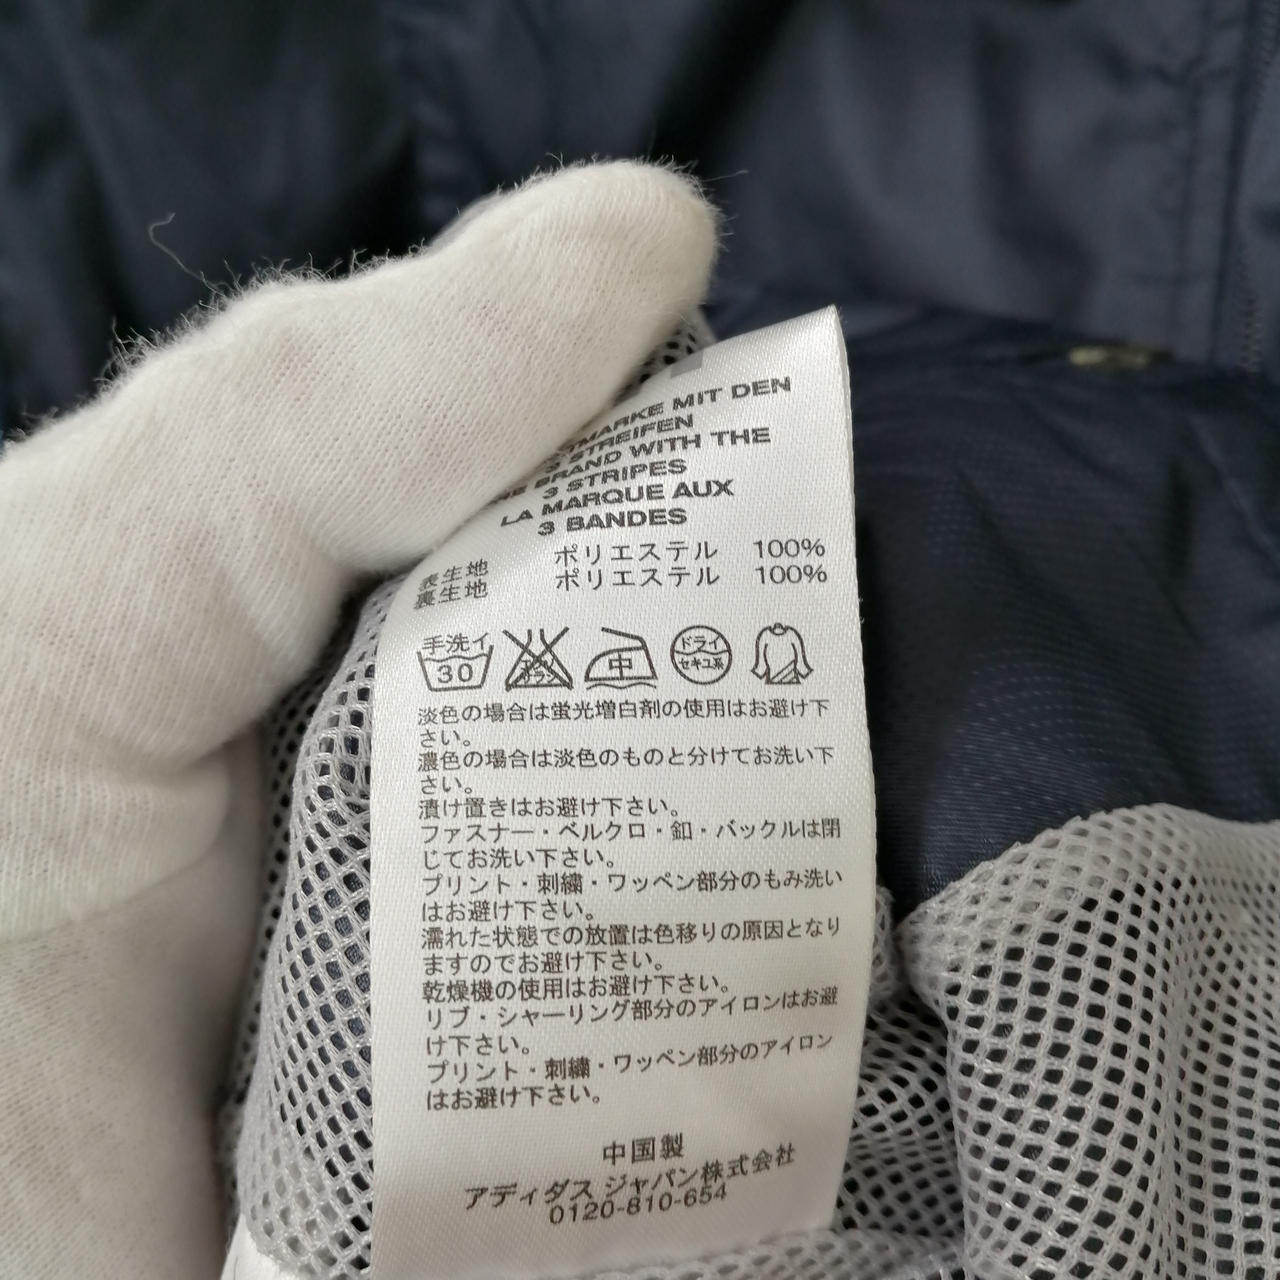 MIT DEN
3 STREIFEN
BRAND WITH THE
3 STRIPES
LA MARQUE AUX
3 BANDES
表生地 ポリエステル 100%
裏生地 ポリエステル 100%
手洗イ 30 エンソサラシ 中 ドライ セキユ系
淡色の場合は蛍光増白剤の使用はお避け下
さい。
濃色の場合は淡色のものと分けてお洗い下
さい。
漬け置きはお避け下さい。
ファスナー・ベルクロ・釦・バックルは閉
じてお洗い下さい。
プリント・刺繍・ワッペン部分のもみ洗い
はお避け下さい。
濡れた状態での放置は色移りの原因となり
ますのでお避け下さい。
乾燥機の使用はお避け下さい。
リブ・シャーリング部分のアイロンはお避
け下さい。
プリント・刺繍・ワッペン部分のアイロン
はお避け下さい。
中国製
アディダス ジャパン株式会社
0120-810-654